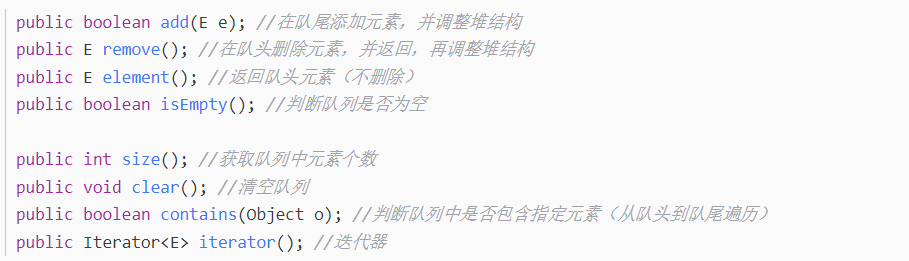 public boolean add(E e); //在队尾添加元素，并调整堆结构
public E remove(); //在队头删除元素，并返回，再调整堆结构
public E element(); //返回队头元素（不删除）
public boolean isEmpty(); //判断队列是否为空
public int size(); //获取队列中元素个数
public void clear(); //清空队列
public boolean contains(Object o); //判断队列中是否包含指定元素（从队头到队尾遍历）
public Iterator<E> iterator(); //迭代器